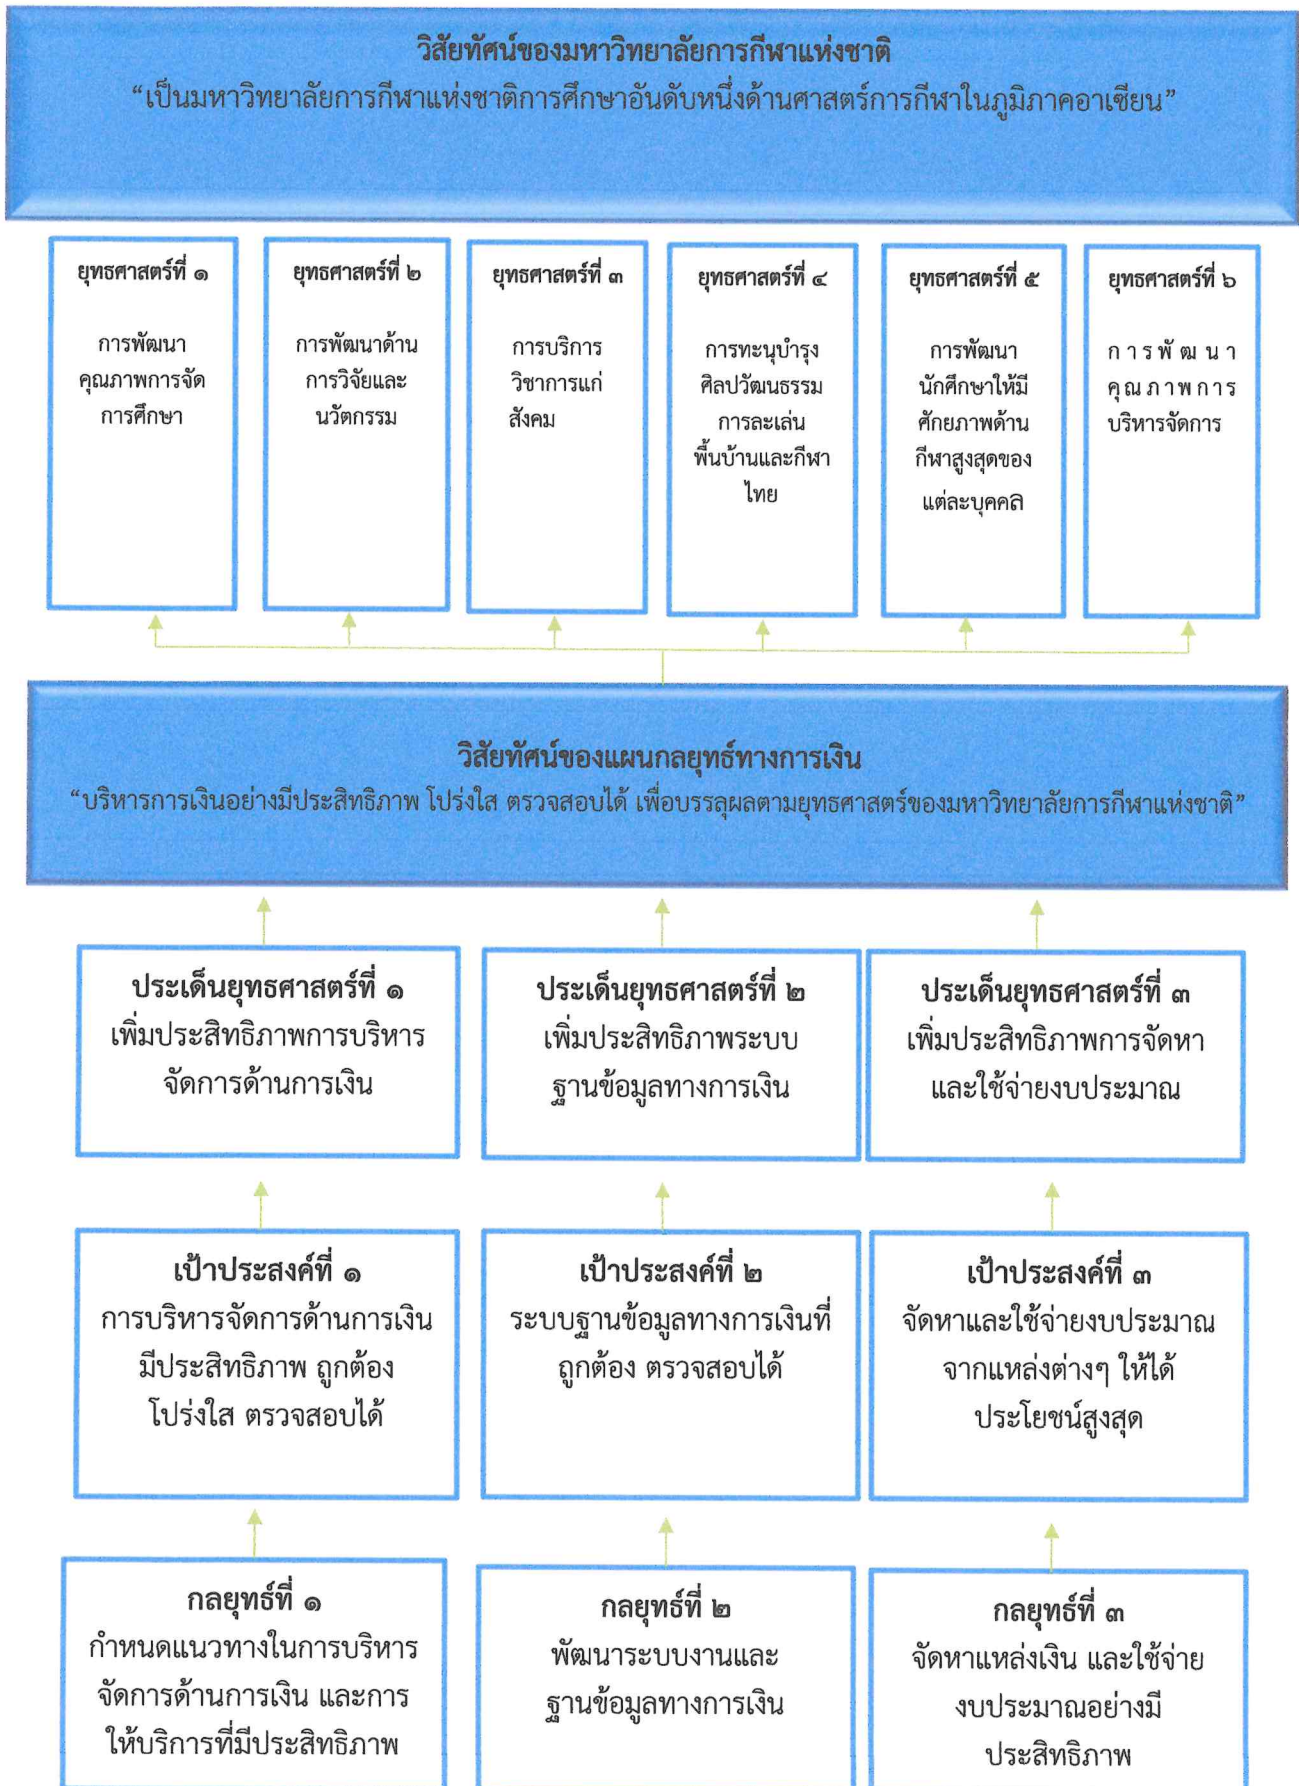 วิสัยทัศน์ของมหาวิทยาลัยการกีฬาแห่งชาติ
“เป็นมหาวิทยาลัยการกีฬาแห่งชาติการศึกษาอันดับหนึ่งด้านศาสตร์การกีฬาในภูมิภาคอาเซียน”
ยุทธศาสตร์ที่ ๑
การพัฒนา
คุณภาพการจัด
การศึกษา
ยุทธศาสตร์ที่ ๒
การพัฒนาด้าน
การวิจัยและ
นวัตกรรม
ยุทธศาสตร์ที่ ๓
การบริการ
วิชาการแก่
สังคม
ยุทธศาสตร์ที่ ๔
การทะนุบำรุง
ศิลปวัฒนธรรม
การละเล่น
พื้นบ้านและกีฬา
ไทย
ยุทธศาสตร์ที่ ๕
การพัฒนา
นักศึกษาให้มี
ศักยภาพด้าน
กีฬาสูงสุดของ
แต่ละบุคคล
ยุทธศาสตร์ที่ ๖
การพัฒนา
คุณภาพการ
บริหารจัดการ
วิสัยทัศน์ของแผนกลยุทธ์ทางการเงิน
“บริหารการเงินอย่างมีประสิทธิภาพ โปร่งใส ตรวจสอบได้ เพื่อบรรลุผลตามยุทธศาสตร์ของมหาวิทยาลัยการกีฬาแห่งชาติ”
ประเด็นยุทธศาสตร์ที่ ๑
เพิ่มประสิทธิภาพการบริหาร
จัดการด้านการเงิน
ประเด็นยุทธศาสตร์ที่ ๒
เพิ่มประสิทธิภาพระบบ
ฐานข้อมูลทางการเงิน
ประเด็นยุทธศาสตร์ที่ ๓
เพิ่มประสิทธิภาพการจัดหา
และใช้จ่ายงบประมาณ
เป้าประสงค์ที่ ๑
การบริหารจัดการด้านการเงิน
มีประสิทธิภาพ ถูกต้อง
โปร่งใส ตรวจสอบได้
เป้าประสงค์ที่ ๒
ระบบฐานข้อมูลทางการเงินที่
ถูกต้อง ตรวจสอบได้
เป้าประสงค์ที่ ๓
จัดหาและใช้จ่ายงบประมาณ
จากแหล่งต่างๆ ให้ได้
ประโยชน์สูงสุด
กลยุทธ์ที่ ๑
กำหนดแนวทางในการบริหาร
จัดการด้านการเงิน และการ
ให้บริการที่มีประสิทธิภาพ
กลยุทธ์ที่ ๒
พัฒนาระบบงานและ
ฐานข้อมูลทางการเงิน
กลยุทธ์ที่ ๓
จัดหาแหล่งเงิน และใช้จ่าย
งบประมาณอย่างมี
ประสิทธิภาพ